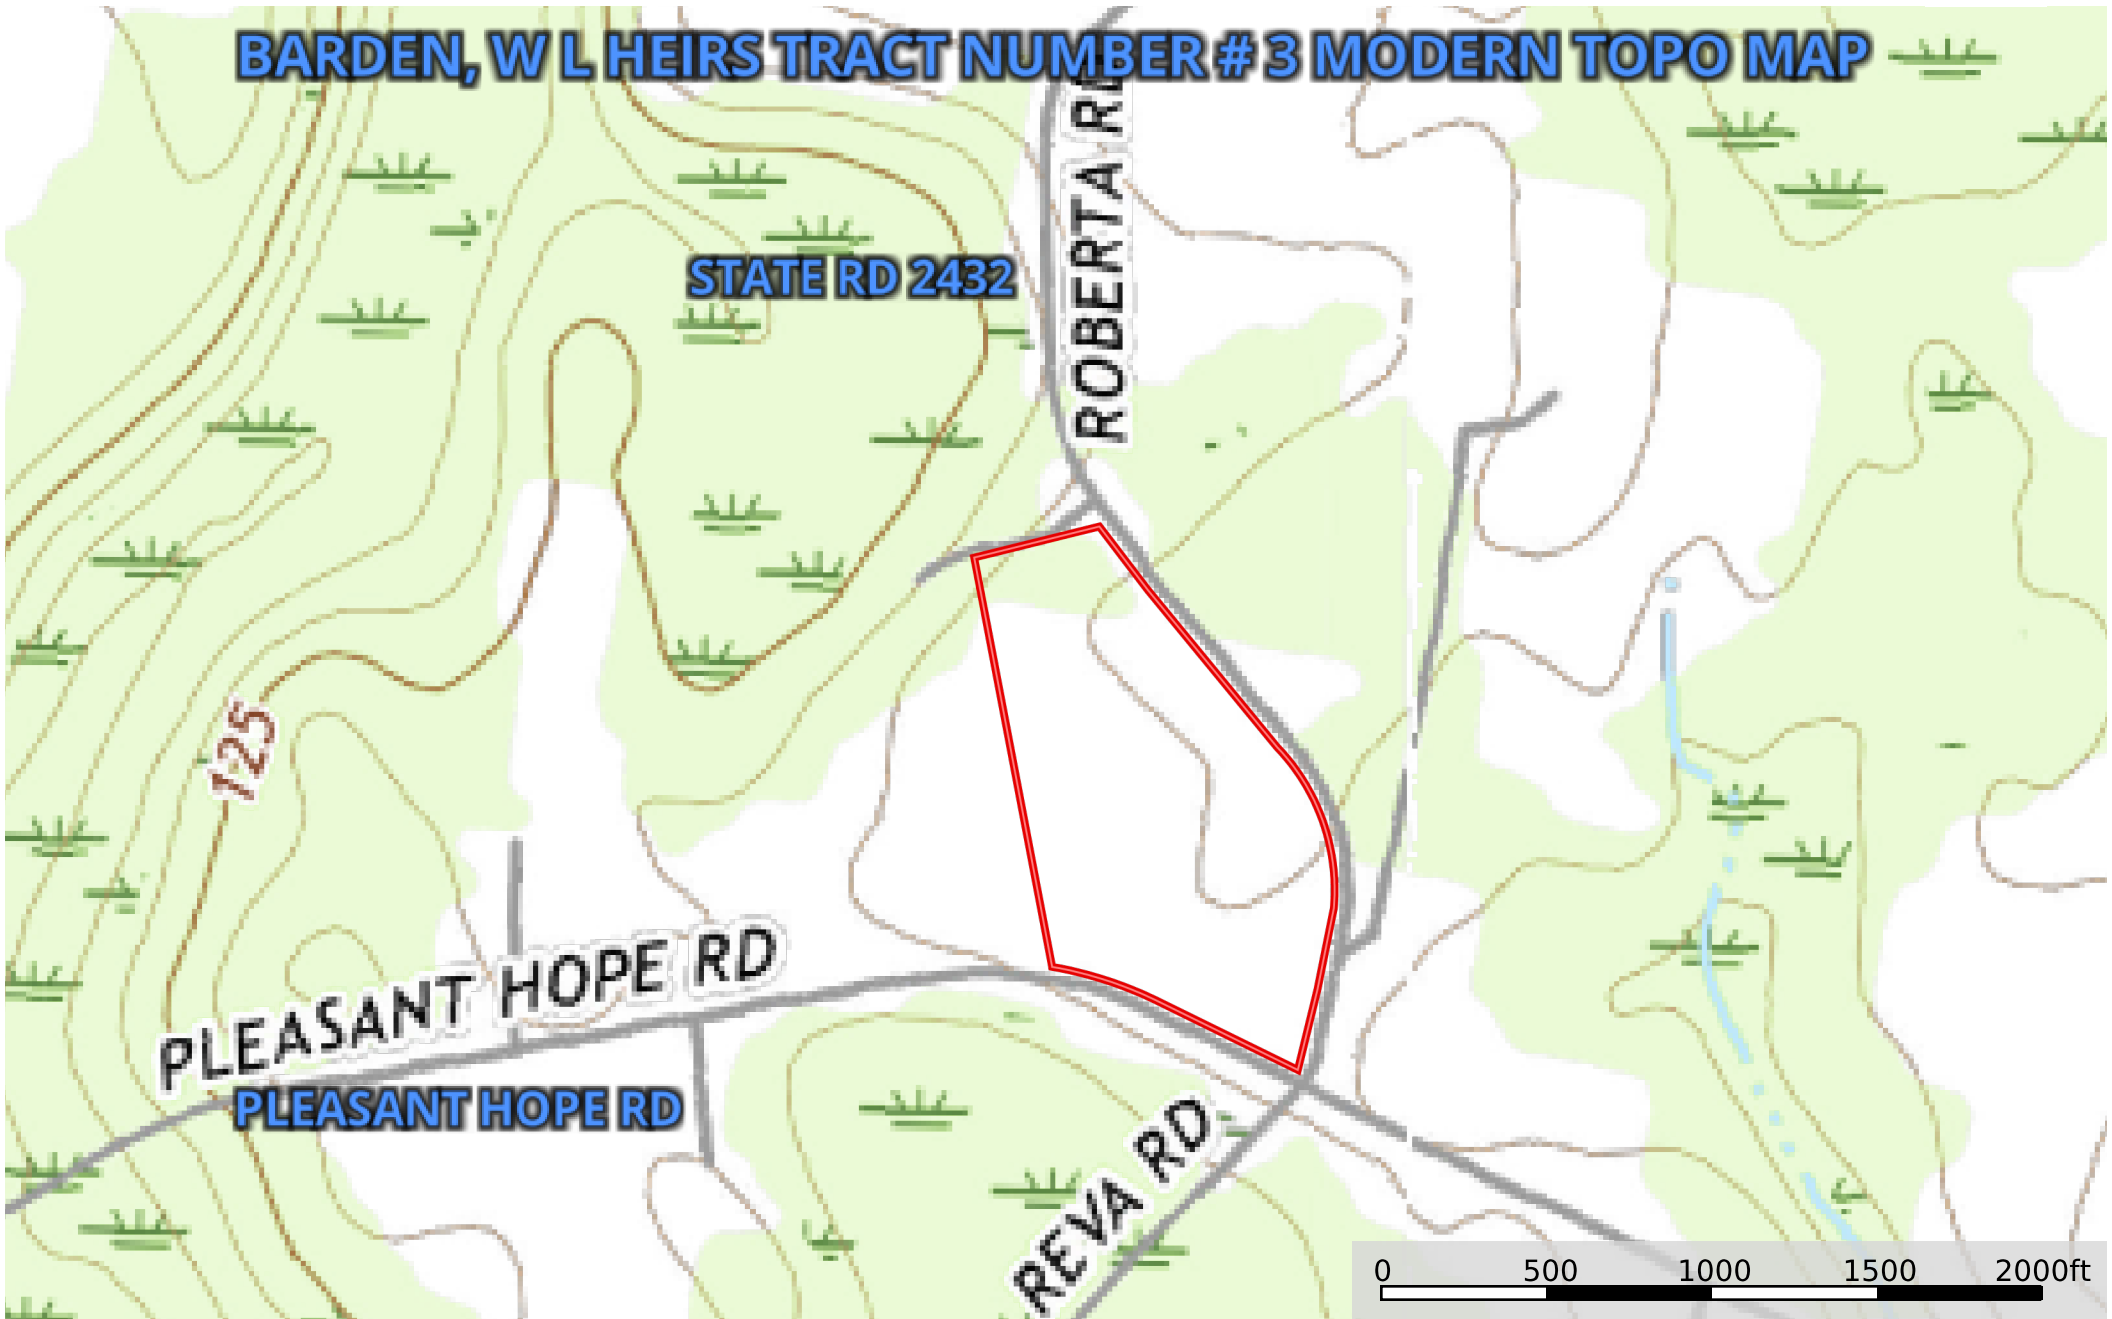 BARDEN, W L HEIRS TRACT NUMBER # 3 MODERN TOPO MAP
ROBERTA RD
STATE RD 2432
125
PLEASANT HOPE RD
PLEASANT HOPE RD
REVA RD
0 500 1000 1500 2000ft